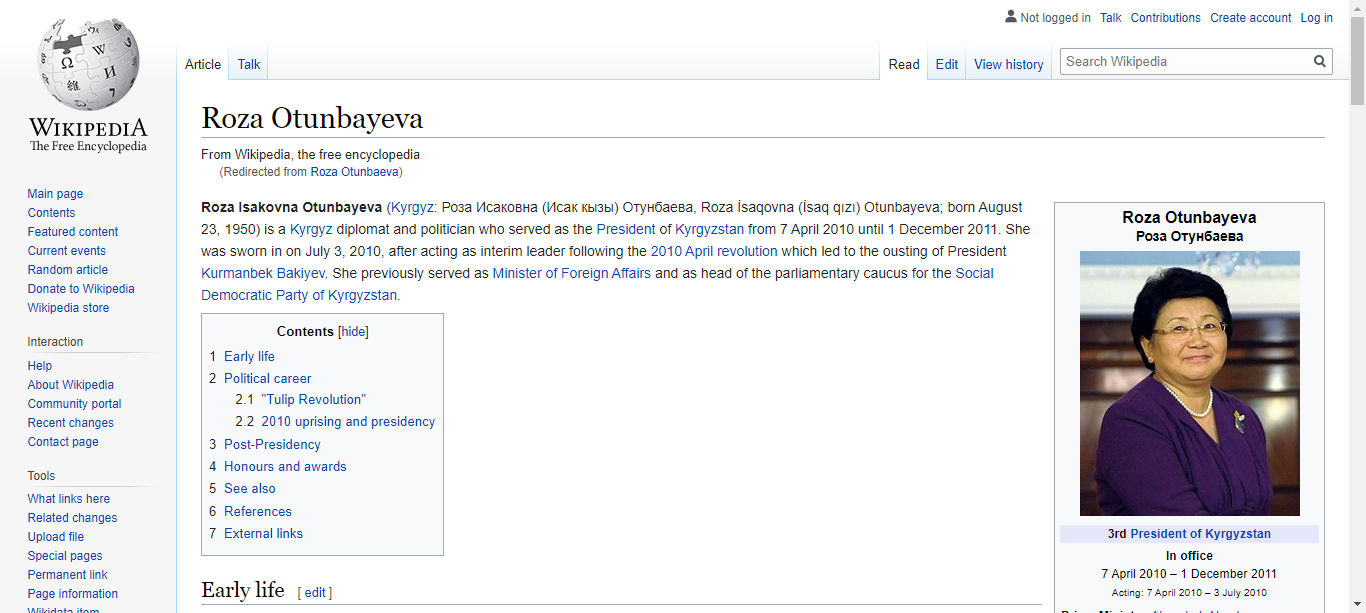 Not logged in Talk Contributions Create account Log in
Article Talk Read Edit View history Search Wikipedia
WIKIPEDIA
The Free Encyclopedia
Main page
Contents
Featured content
Current events
Random article
Donate to Wikipedia
Wikipedia store
Interaction
Help
About Wikipedia
Community portal
Recent changes
Contact page
Tools
What links here
Related changes
Upload file
Special pages
Permanent link
Page information
Wikidata item
Roza Otunbayeva
From Wikipedia, the free encyclopedia
(Redirected from Roza Otunbaeva)
Roza Isakovna Otunbayeva (Kyrgyz: Роза Исаковна (Исак кызы) Отунбаева, Roza İsaqovna (İsaq qızı) Otunbayeva; born August
23, 1950) is a Kyrgyz diplomat and politician who served as the President of Kyrgyzstan from 7 April 2010 until 1 December 2011. She
was sworn in on July 3, 2010, after acting as interim leader following the 2010 April revolution which led to the ousting of President
Kurmanbek Bakiyev. She previously served as Minister of Foreign Affairs and as head of the parliamentary caucus for the Social
Democratic Party of Kyrgyzstan.
Contents [hide]
1 Early life
2 Political career
2.1 "Tulip Revolution"
2.2 2010 uprising and presidency
3 Post-Presidency
4 Honours and awards
5 See also
6 References
7 External links
Early life [ edit ]
Roza Otunbayeva
Роза Отунбаева
3rd President of Kyrgyzstan
In office
7 April 2010 – 1 December 2011
Acting: 7 April 2010 – 3 July 2010